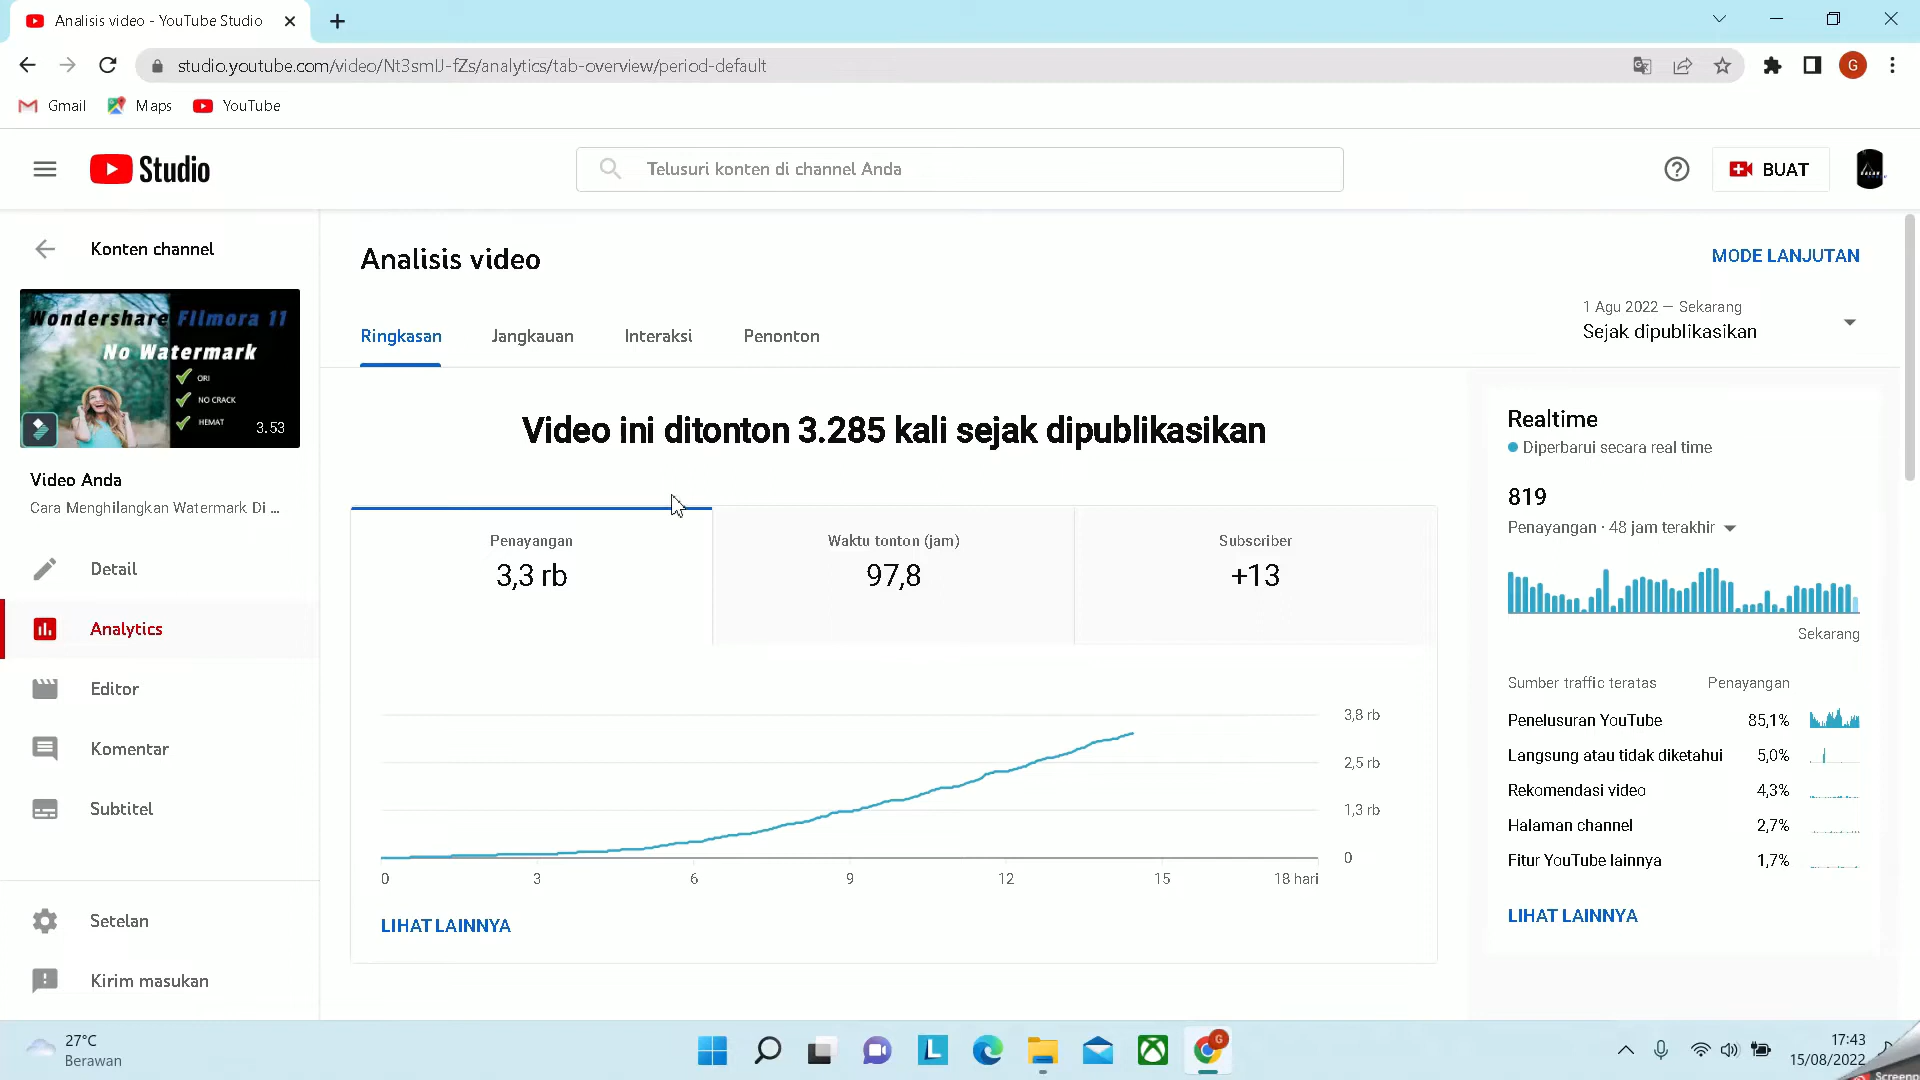 Analisis video - YouTube Studio
studio.youtube.com/video/Nt3smIJ-fZs/analytics/tab-overview/period-default
G
Gmail
Maps
YouTube
Studio
Telusuri konten di channel Anda
BUAT
Konten channel
Wondershare Filmora 11
No Watermark
ORI
NO CRACK
HEMAT
3.53
Video Anda
Cara Menghilangkan Watermark Di ...
Detail
Analytics
Editor
Komentar
Subtitel
Setelan
Kirim masukan
Analisis video
MODE LANJUTAN
Ringkasan
Jangkauan
Interaksi
Penonton
1 Agu 2022 – Sekarang
Sejak dipublikasikan
Video ini ditonton 3.285 kali sejak dipublikasikan
Penayangan
3,3 rb
Waktu tonton (jam)
97,8
Subscriber
+13
3,8 rb
2,5 rb
1,3 rb
0
0 3 6 9 12 15 18 hari
LIHAT LAINNYA
Realtime
Diperbarui secara real time
819
Penayangan · 48 jam terakhir
Sekarang
Sumber traffic teratas Penayangan
Penelusuran YouTube 85,1%
Langsung atau tidak diketahui 5,0%
Rekomendasi video 4,3%
Halaman channel 2,7%
Fitur YouTube lainnya 1,7%
LIHAT LAINNYA
27°C
Berawan
L
G
17:43
15/08/2022